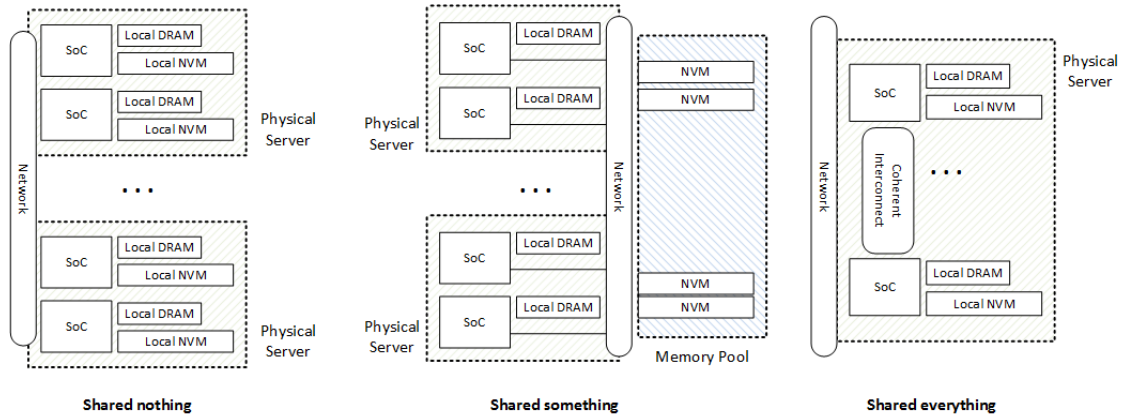 Network
SoC
Local DRAM
Local NVM
SoC
Local DRAM
Local NVM
Physical
Server
...
SoC
Local DRAM
Local NVM
SoC
Local DRAM
Local NVM
Physical
Server
Shared nothing
SoC
Local DRAM
SoC
Local DRAM
Physical
Server
...
SoC
Local DRAM
SoC
Local DRAM
Physical
Server
Network
NVM
NVM
NVM
NVM
Memory Pool
Shared something
Network
SoC
Local DRAM
Local NVM
Physical
Server
Coherent
Interconnect
...
SoC
Local DRAM
Local NVM
Shared everything